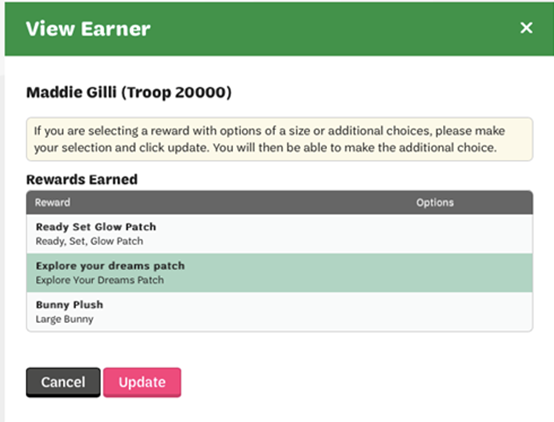 View Earner
×
Maddie Gilli (Troop 20000)
If you are selecting a reward with options of a size or additional choices, please make
your selection and click update. You will then be able to make the additional choice.
Rewards Earned
Reward Options
Ready Set Glow Patch
Ready, Set, Glow Patch
Explore your dreams patch
Explore Your Dreams Patch
Bunny Plush
Large Bunny
Cancel Update